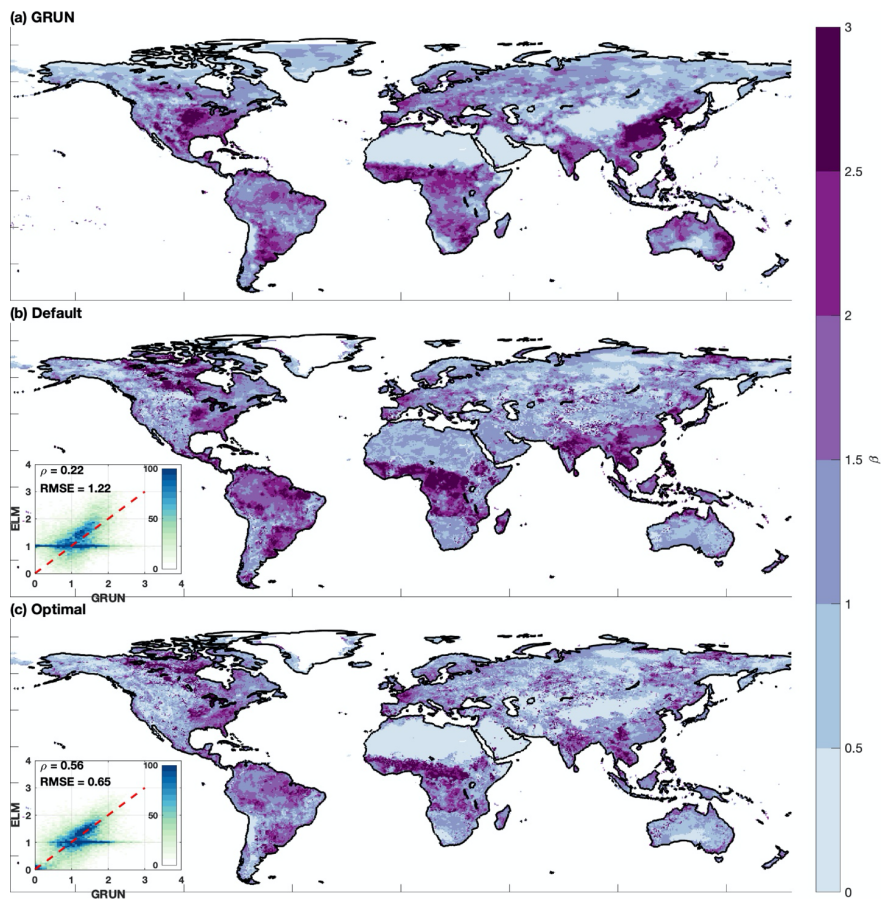 (a) GRUN
3
2.5
2
1.5
β
1
0.5
0
(b) Default
4
3
2
1
0
ρ = 0.22
RMSE = 1.22
100
50
0
ELM
0 1 2 3 4
GRUN
(c) Optimal
4
3
2
1
0
ρ = 0.56
RMSE = 0.65
100
50
0
ELM
0 1 2 3 4
GRUN